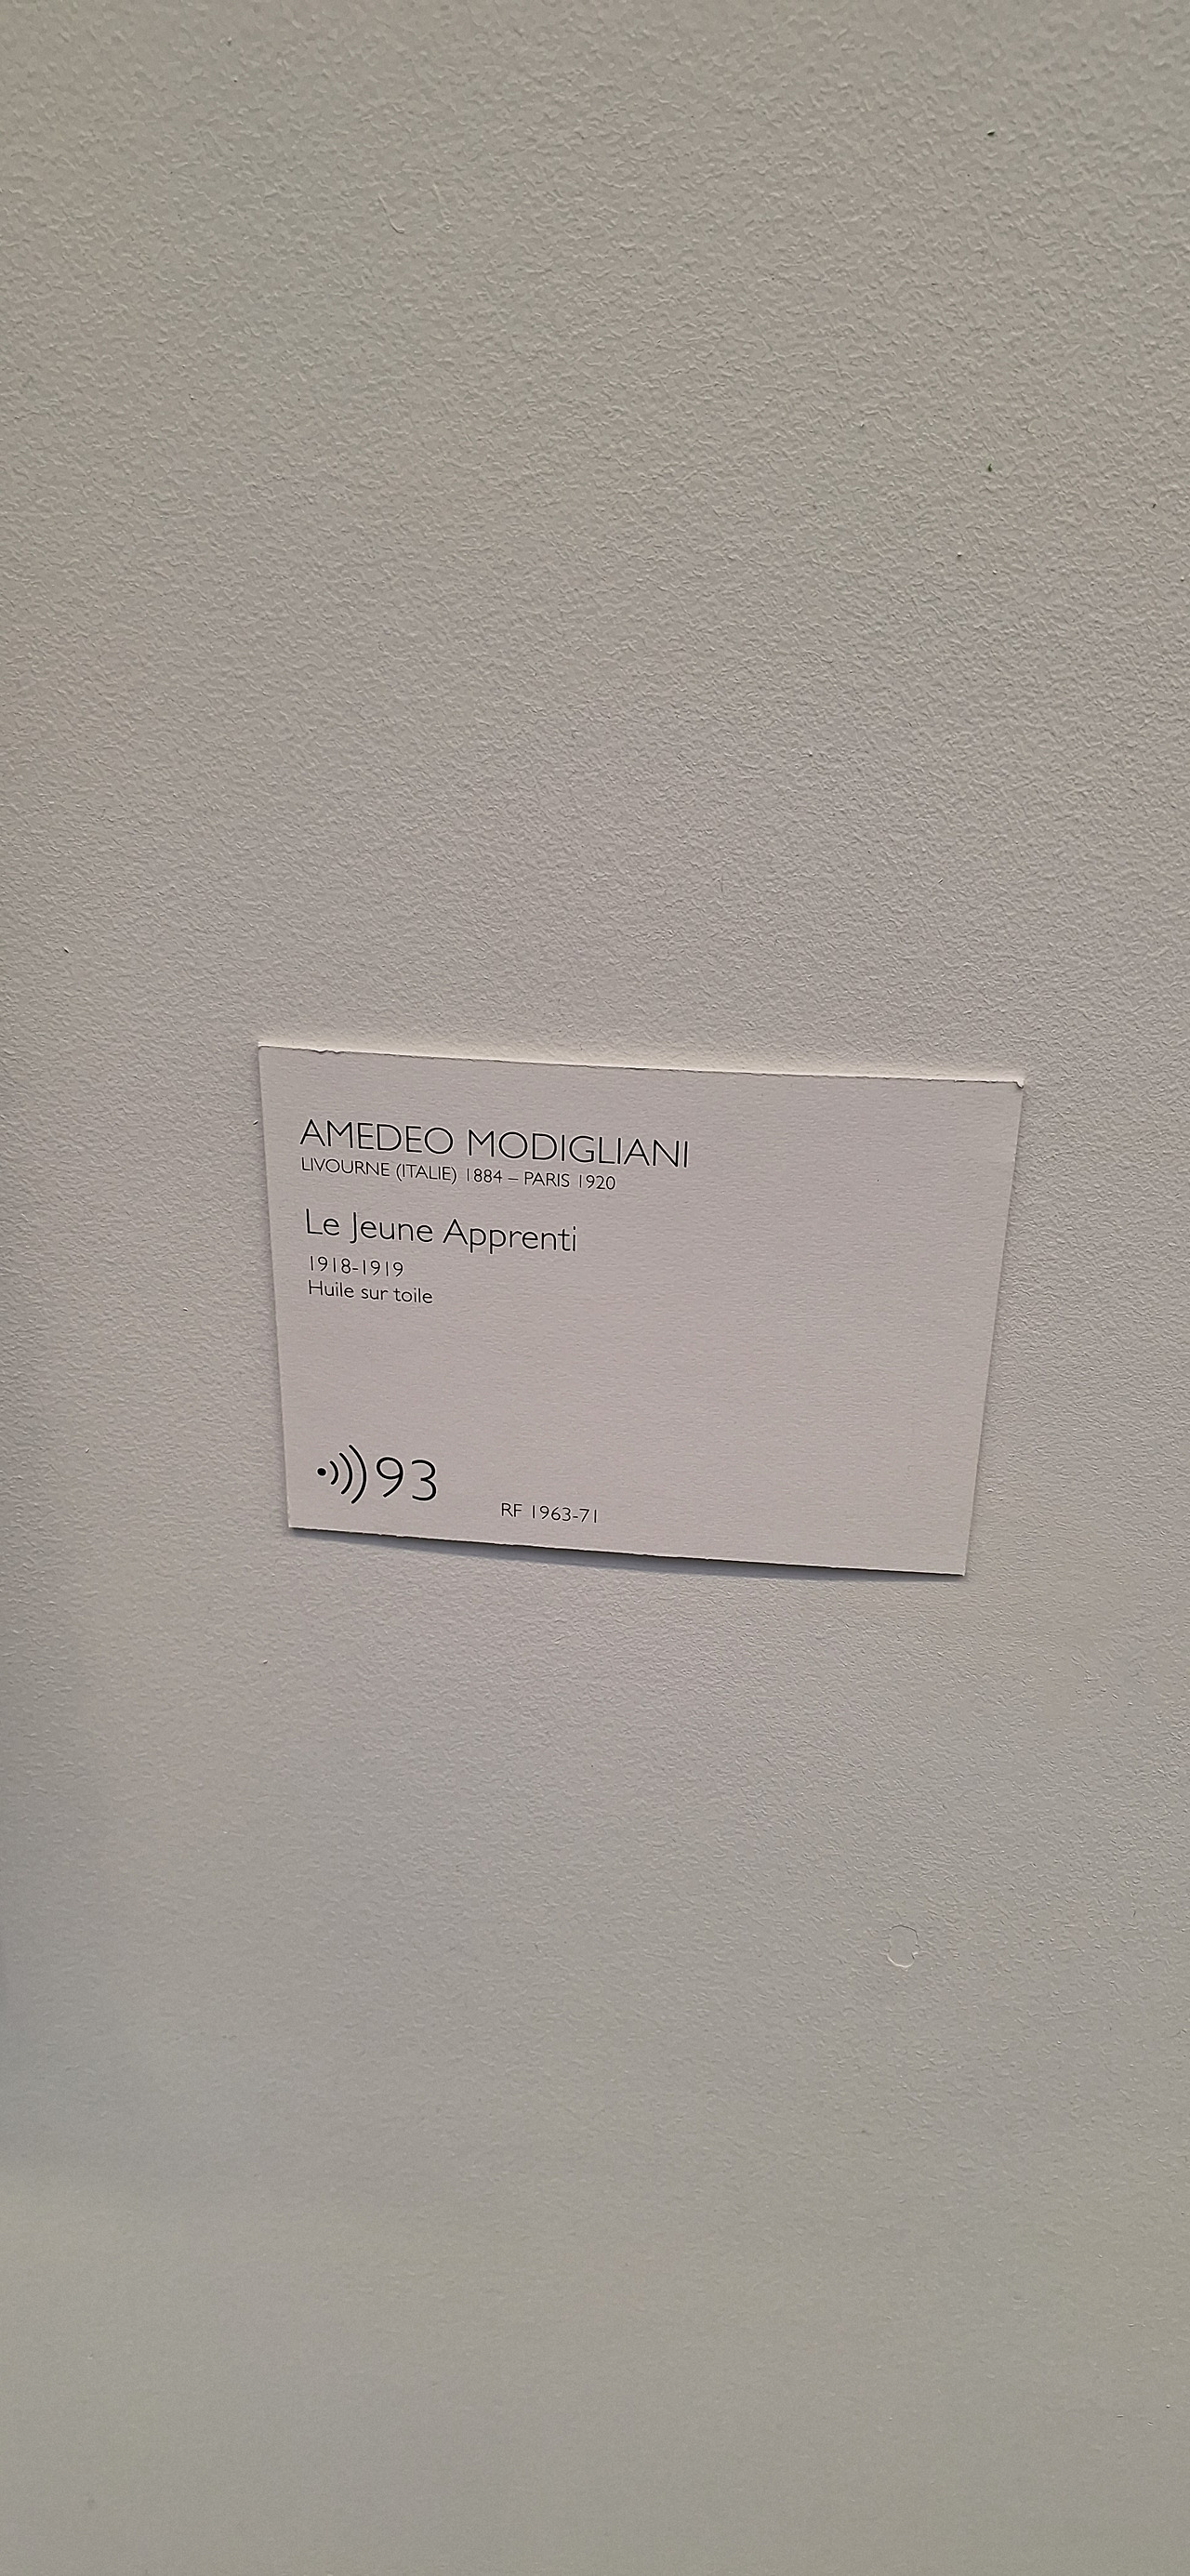 AMEDEO MODIGLIANI
LIVOURNE (ITALIE) 1884 – PARIS 1920
Le Jeune Apprenti
1918-1919
Huile sur toile
93
RF 1963-71